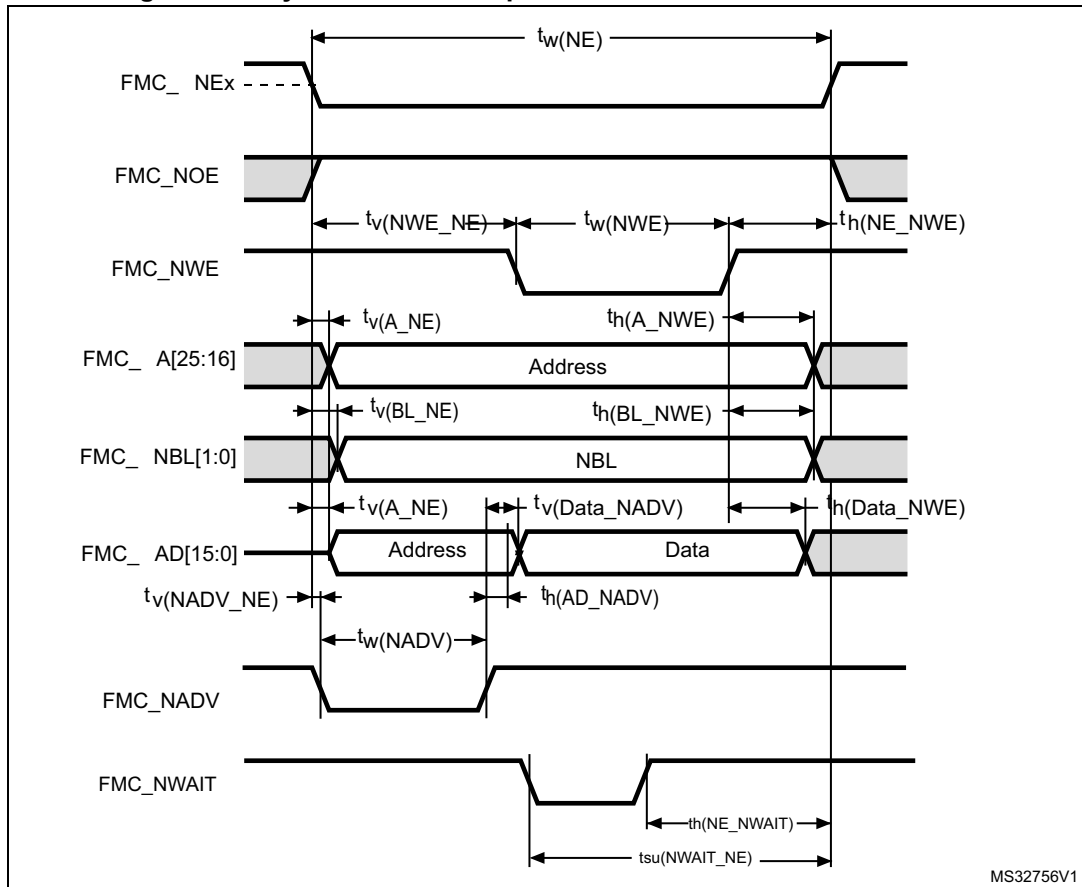 tw(NE)
FMC_ NEx
FMC_NOE
tv(NWE_NE) tw(NWE) th(NE_NWE)
FMC_NWE
tv(A_NE) th(A_NWE)
FMC_ A[25:16] Address
tv(BL_NE) th(BL_NWE)
FMC_ NBL[1:0] NBL
tv(A_NE) tv(Data_NADV) th(Data_NWE)
FMC_ AD[15:0] Address Data
tv(NADV_NE) th(AD_NADV)
tw(NADV)
FMC_NADV
FMC_NWAIT
th(NE_NWAIT)
tsu(NWAIT_NE)
MS32756V1